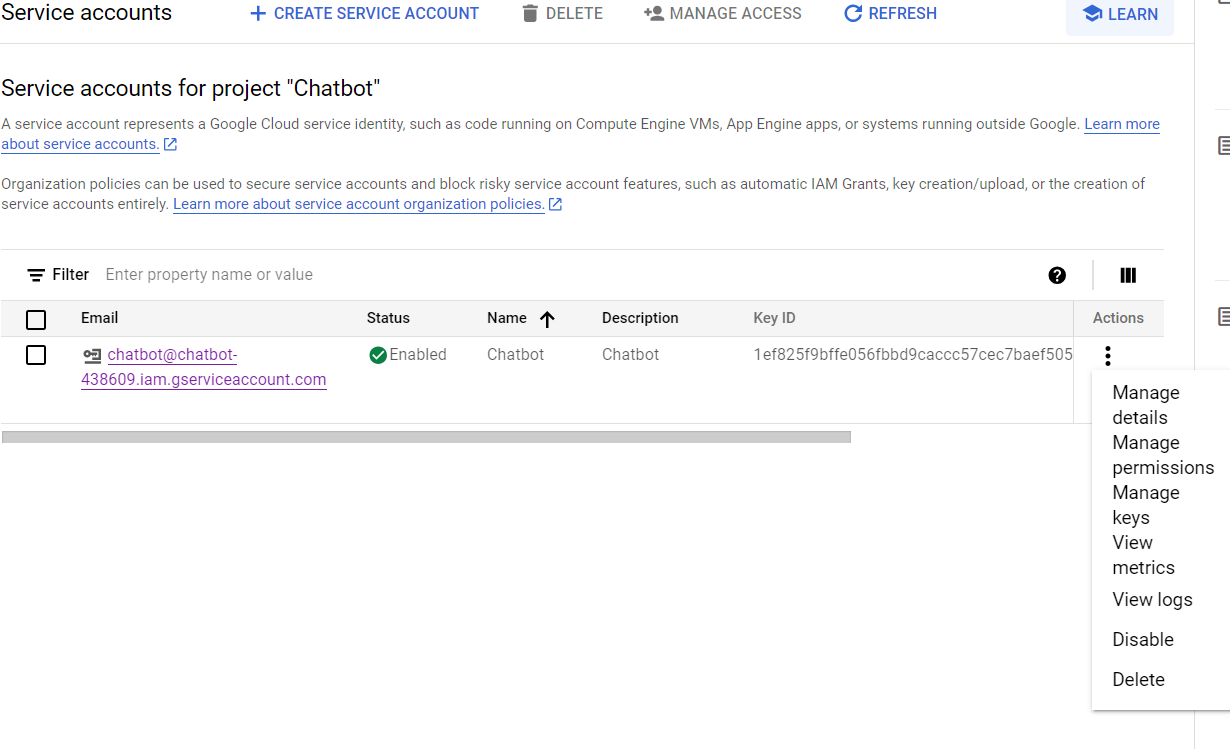 Service accounts
CREATE SERVICE ACCOUNT
DELETE
MANAGE ACCESS
REFRESH
LEARN
Service accounts for project "Chatbot"
A service account represents a Google Cloud service identity, such as code running on Compute Engine VMs, App Engine apps, or systems running outside Google. Learn more
about service accounts.
Organization policies can be used to secure service accounts and block risky service account features, such as automatic IAM Grants, key creation/upload, or the creation of
service accounts entirely. Learn more about service account organization policies.
Filter Enter property name or value
Email Status Name Description Key ID Actions
chatbot@chatbot- Enabled Chatbot Chatbot 1ef825f9bffe056fbbd9caccc57cec7baef505
438609.iam.gserviceaccount.com
Manage
details
Manage
permissions
Manage
keys
View
metrics
View logs
Disable
Delete